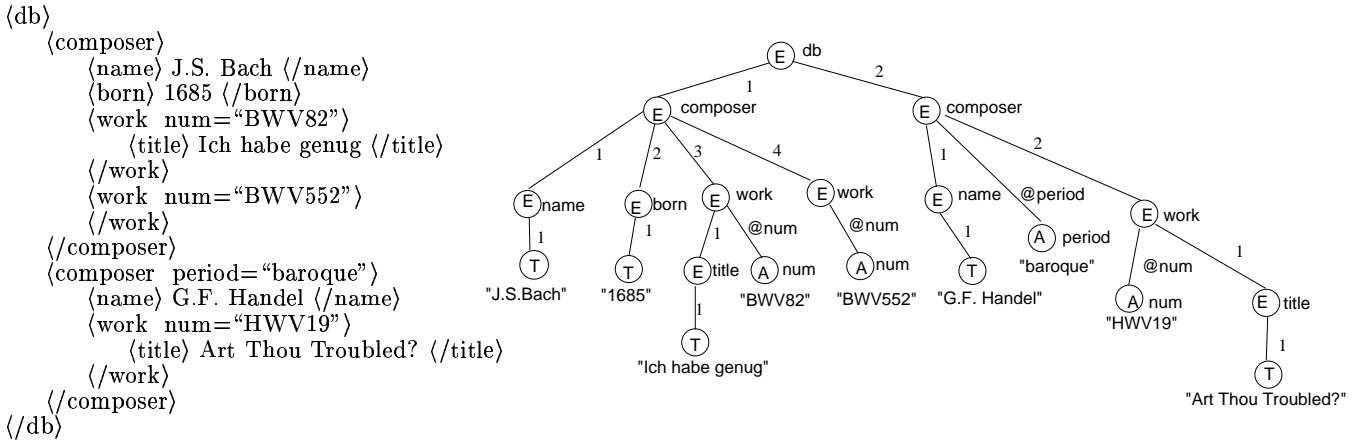 ⟨db⟩
⟨composer⟩
⟨name⟩ J.S. Bach ⟨/name⟩
⟨born⟩ 1685 ⟨/born⟩
⟨work num=“BWV82”⟩
⟨title⟩ Ich habe genug ⟨/title⟩
⟨/work⟩
⟨work num=“BWV552”⟩
⟨/work⟩
⟨/composer⟩
⟨composer period=“baroque”⟩
⟨name⟩ G.F. Handel ⟨/name⟩
⟨work num=“HWV19”⟩
⟨title⟩ Art Thou Troubled? ⟨/title⟩
⟨/work⟩
⟨/composer⟩
⟨/db⟩
E db
1 2
E composer E composer
1 2 3 4 1 @period 2
E name E born E work E work E name A period E work
"baroque"
1 1 1 @num @num 1 @num 1
T T E title A num A num T A num E title
"J.S.Bach" "1685" "BWV82" "BWV552" "G.F. Handel" "HWV19"
1 1
T T
"Ich habe genug" "Art Thou Troubled?"